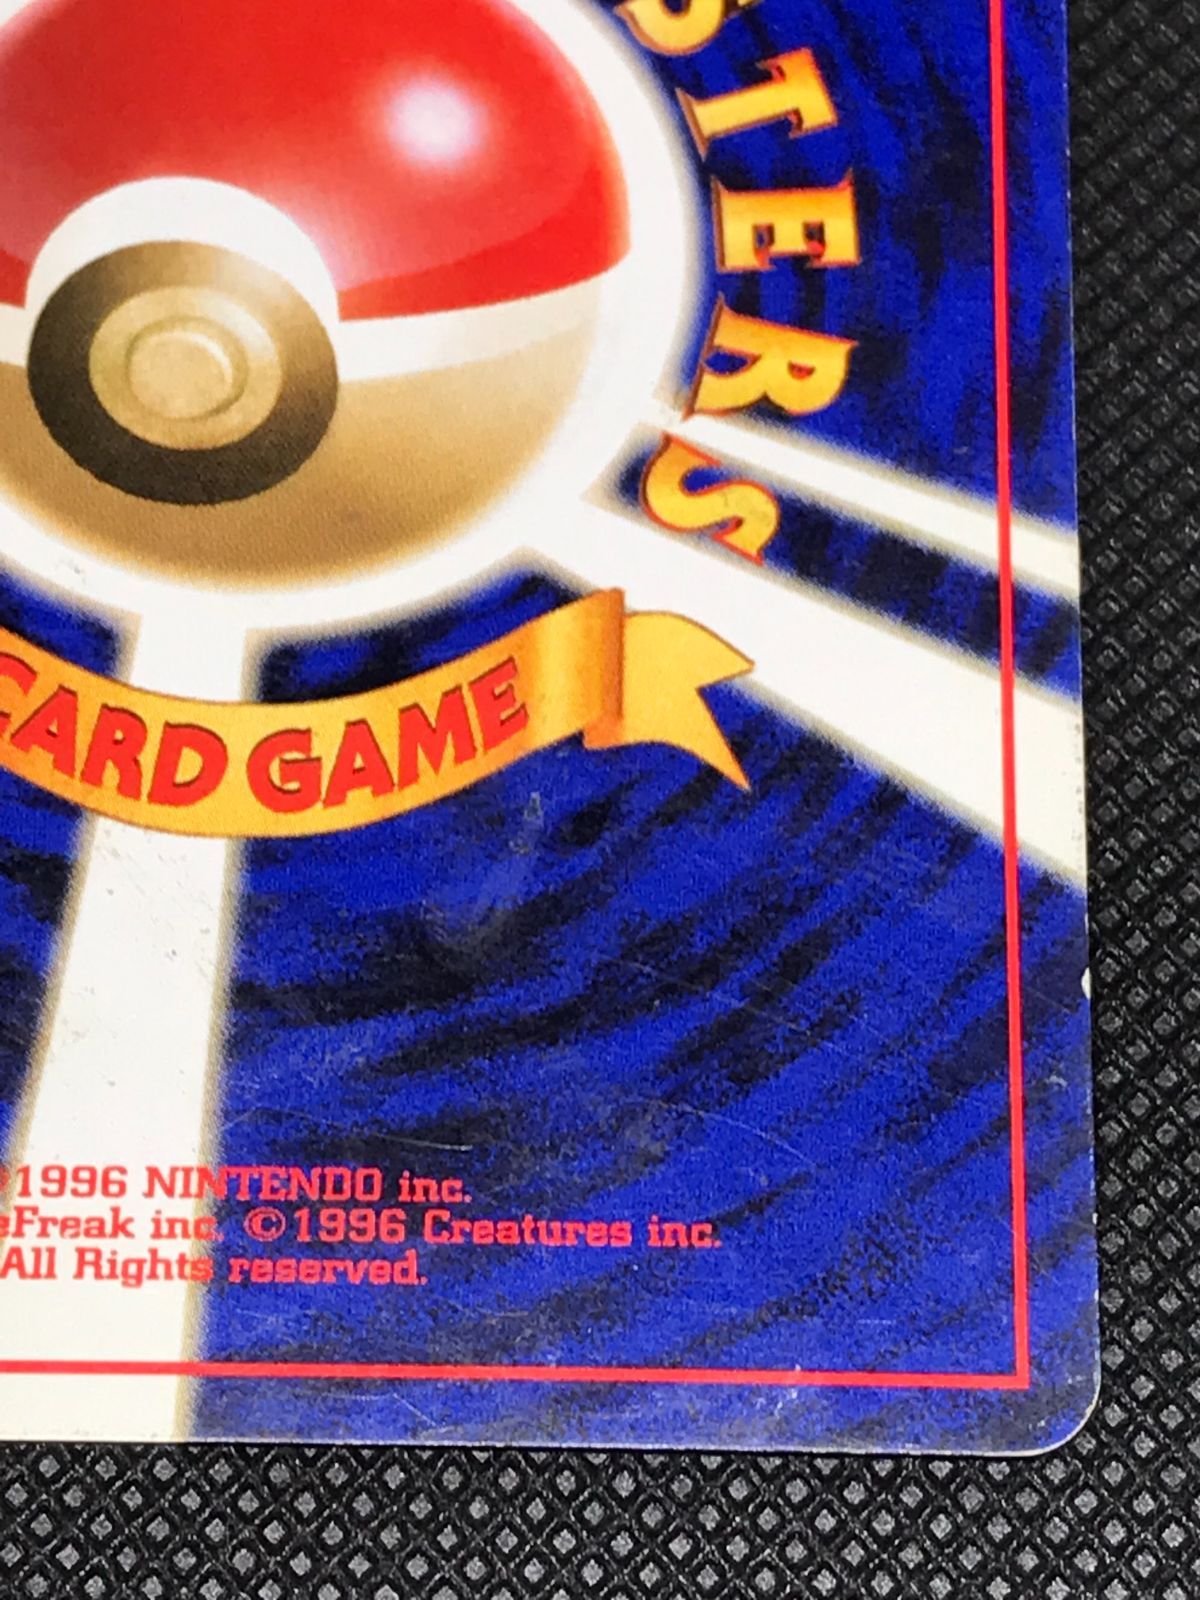 STERS
CARD GAME
1996 NINTENDO inc.
eFreak inc. ©1996 Creatures inc.
All Rights reserved.